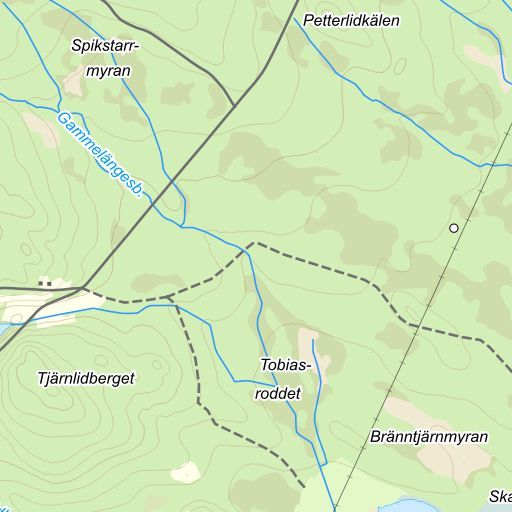 Petterlidkälen
Spikstarr-
myran
Gammelängesb.
Tobias-
roddet
Tjärnlidberget
Bränntjärnmyran
Ska